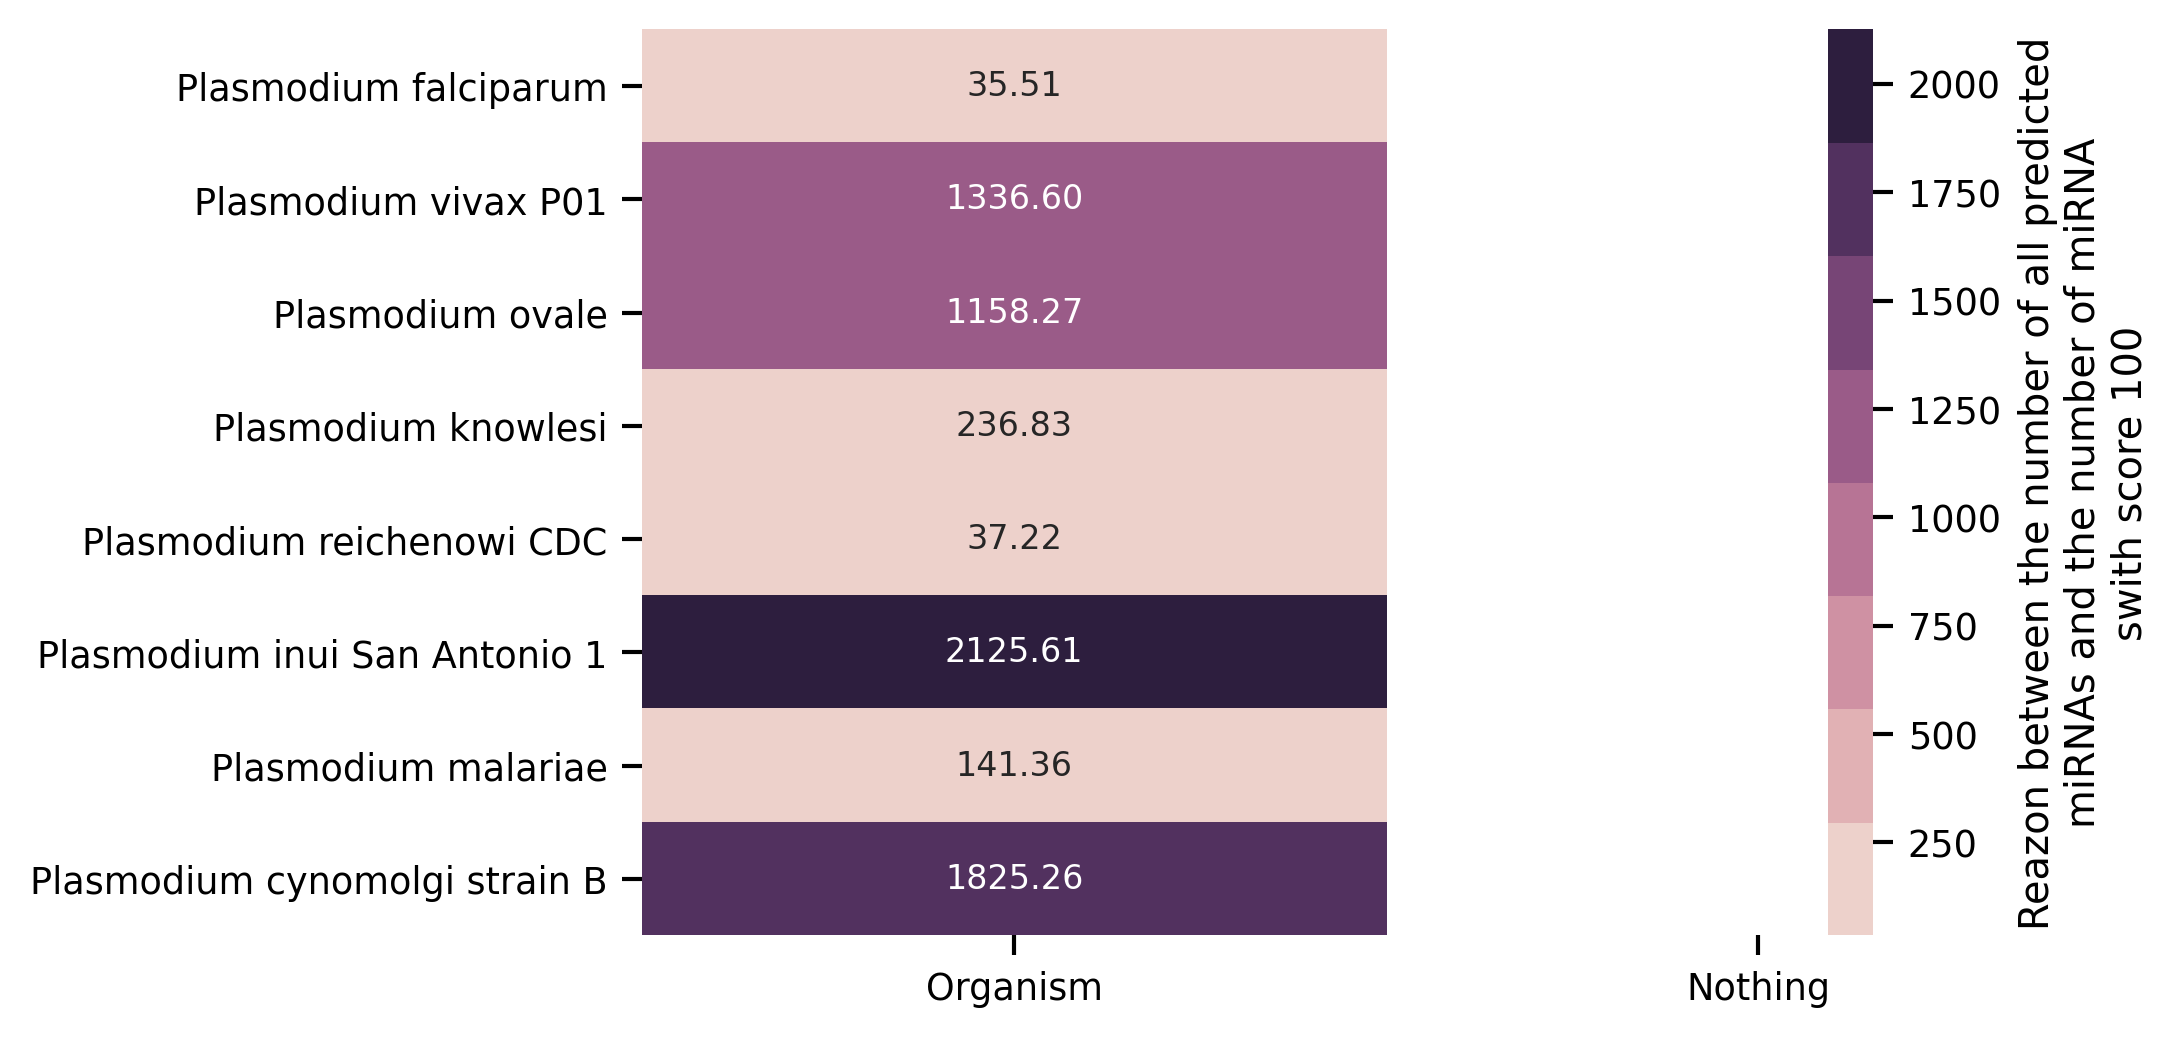 Plasmodium falciparum
35.51
Plasmodium vivax P01
1336.60
Plasmodium ovale
1158.27
Plasmodium knowlesi
236.83
Plasmodium reichenowi CDC
37.22
Plasmodium inui San Antonio 1
2125.61
Plasmodium malariae
141.36
Plasmodium cynomolgi strain B
1825.26
Organism
Nothing
2000
1750
1500
1250
1000
750
500
250
Reazon between the number of all predicted
miRNAs and the number of miRNA
swith score 100